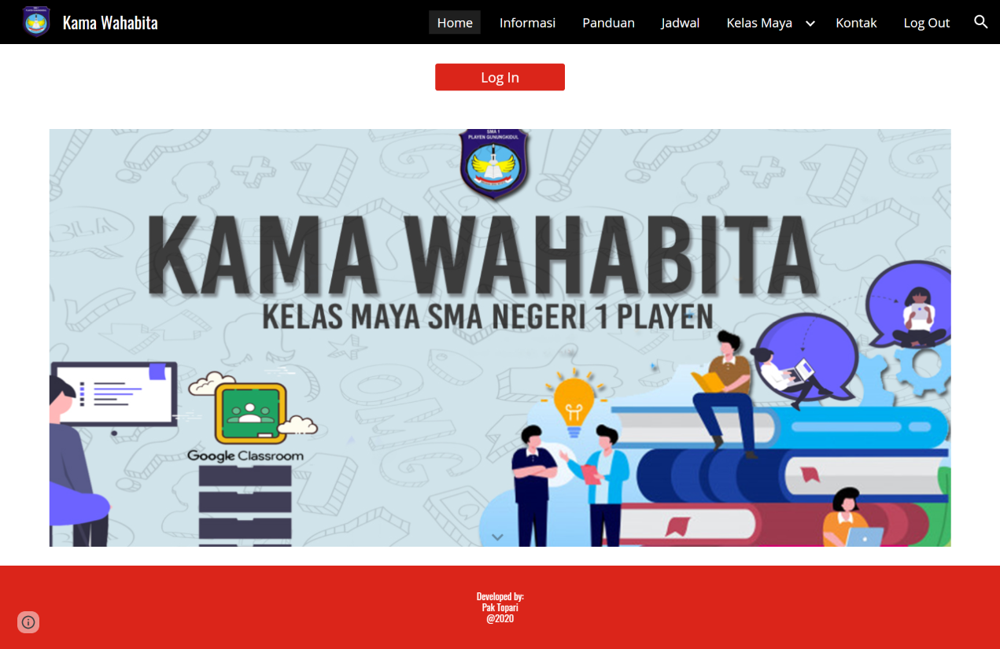 Kama Wahabita
Home Informasi Panduan Jadwal Kelas Maya Kontak Log Out
Log In
SMA 1
PLAYEN GUNUNGKIDUL
KAMA WAHABITA
KELAS MAYA SMA NEGERI 1 PLAYEN
Google Classroom
Developed by:
Pak Topari
@2020